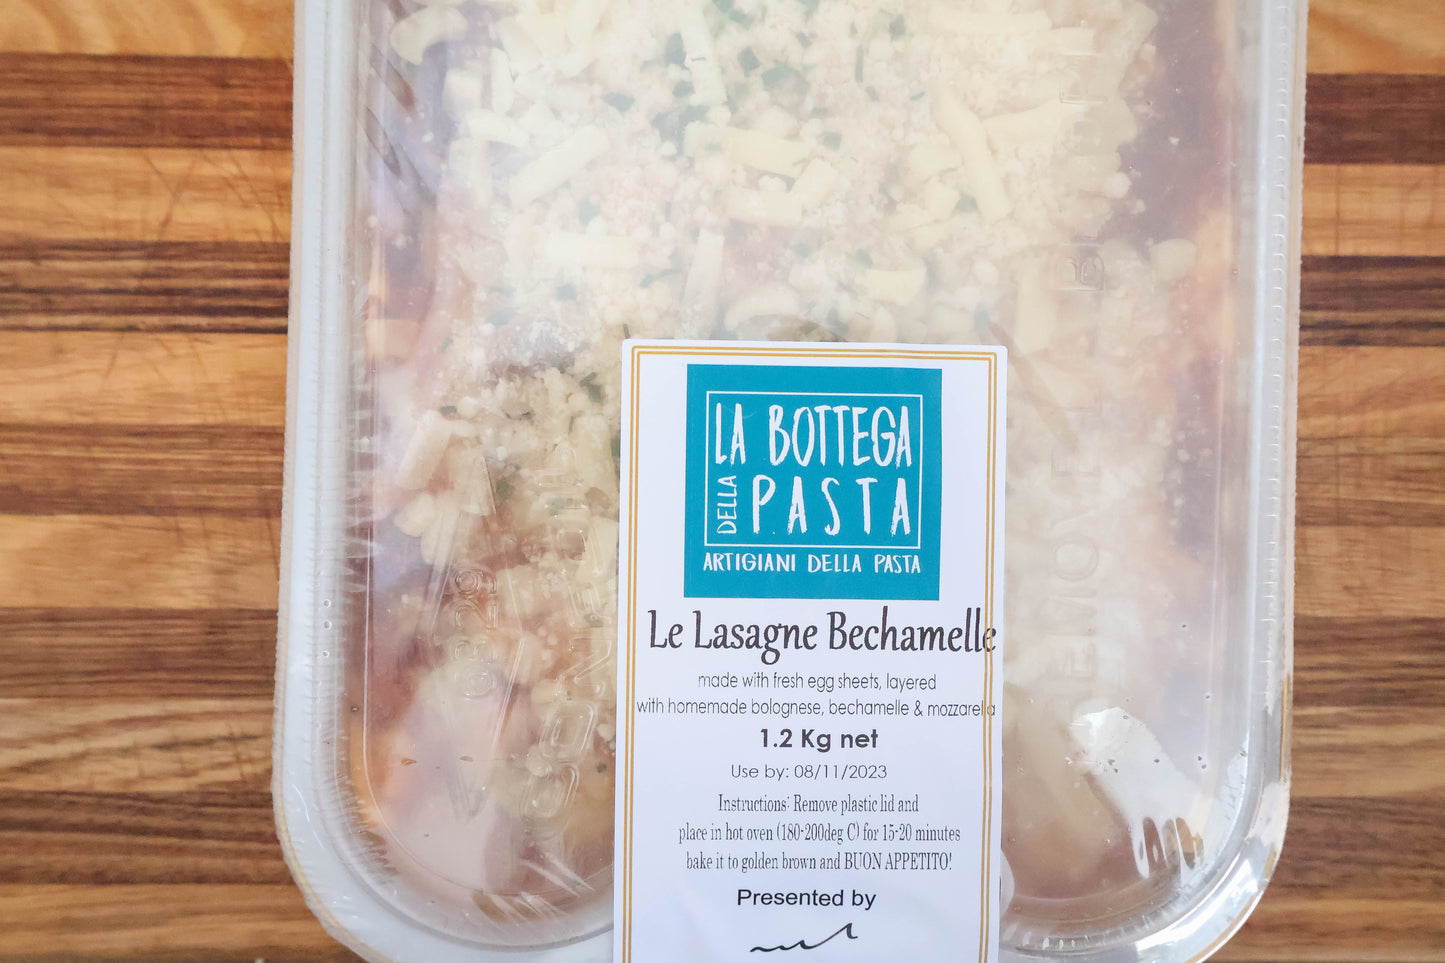 LA BOTTEGA
DELLA
PASTA
ARTIGIANI DELLA PASTA
Le Lasagne Bechamelle
made with fresh egg sheets, layered
with homemade bolognese, bechamelle & mozzarella
1.2 Kg net
Use by: 08/11/2023
Instructions: Remove plastic lid and
place in hot oven (180-200deg C) for 15-20 minutes
bake it to golden brown and BUON APPETITO!
Presented by